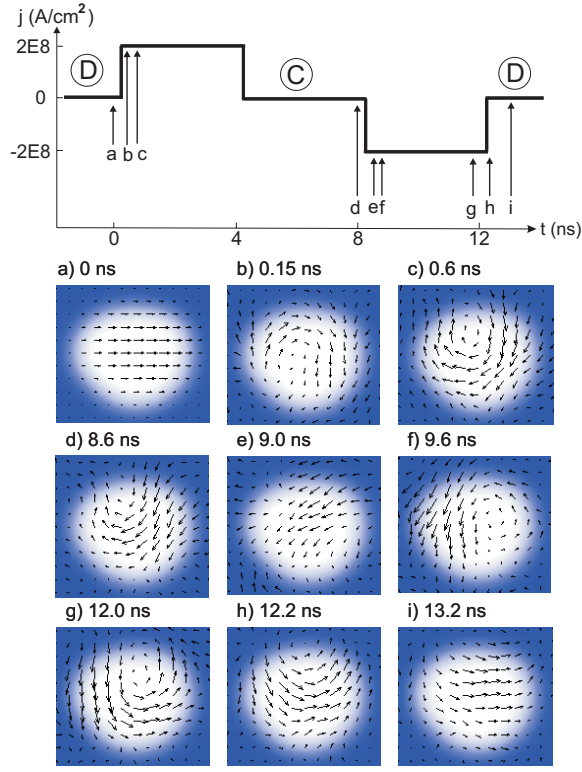 j (A/cm²)
2E8
0
-2E8
D
C
D
a
b
c
d
e
f
g
h
i
0
4
8
12
t (ns)
a) 0 ns
b) 0.15 ns
c) 0.6 ns
d) 8.6 ns
e) 9.0 ns
f) 9.6 ns
g) 12.0 ns
h) 12.2 ns
i) 13.2 ns